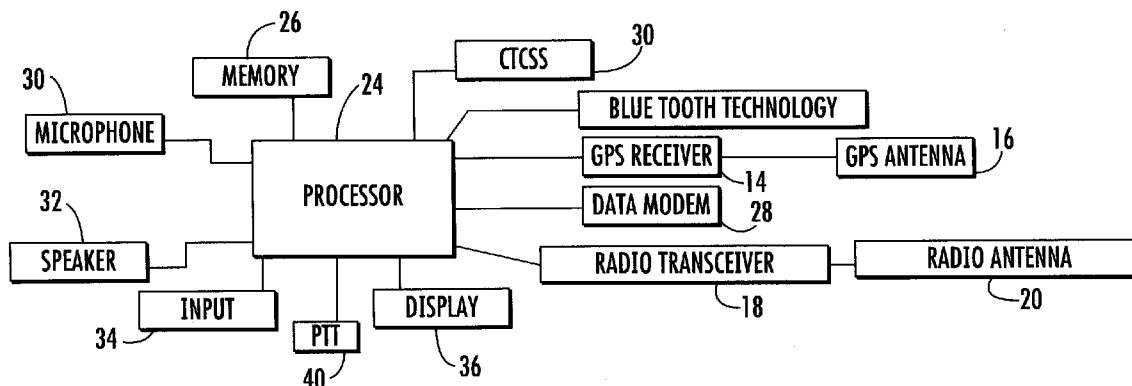 26
MEMORY
CTCSS
30
30
MICROPHONE
24
BLUE TOOTH TECHNOLOGY
PROCESSOR
GPS RECEIVER
14
GPS ANTENNA
16
DATA MODEM
28
32
SPEAKER
RADIO TRANSCEIVER
18
RADIO ANTENNA
20
INPUT
34
PTT
40
DISPLAY
36